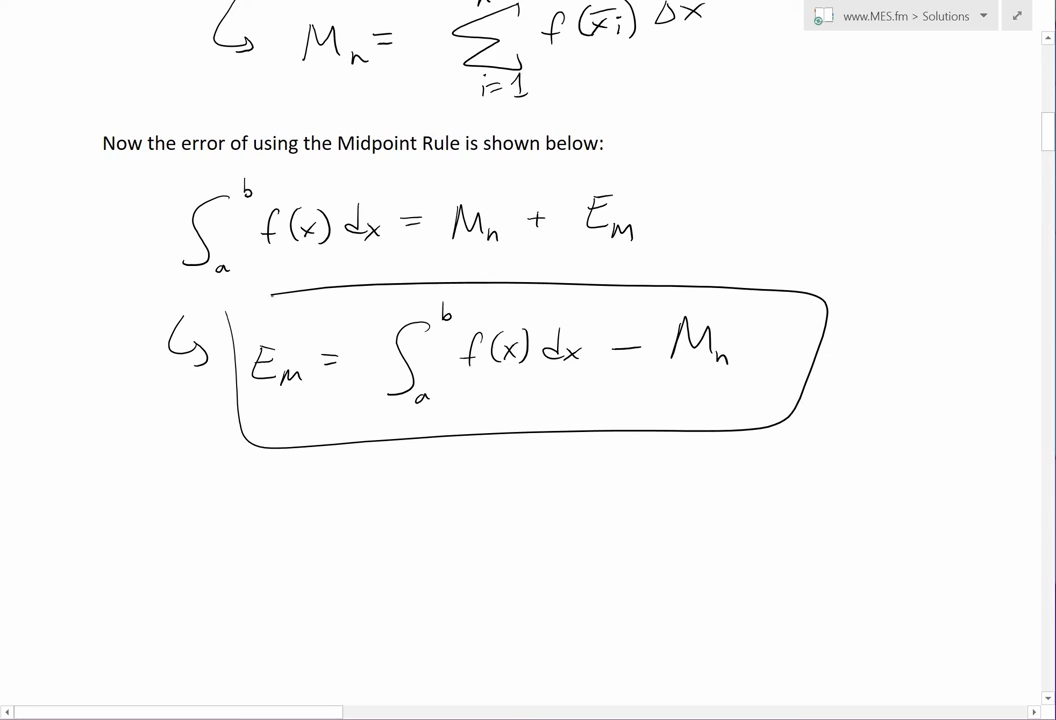 www.MES.fm > Solutions
↳ Mₙ = ∑ f(x̄i) Δx
i=1
Now the error of using the Midpoint Rule is shown below:
∫ₐᵇ f(x) dx = Mₙ + E_M
↳ E_M = ∫ₐᵇ f(x) dx − Mₙ